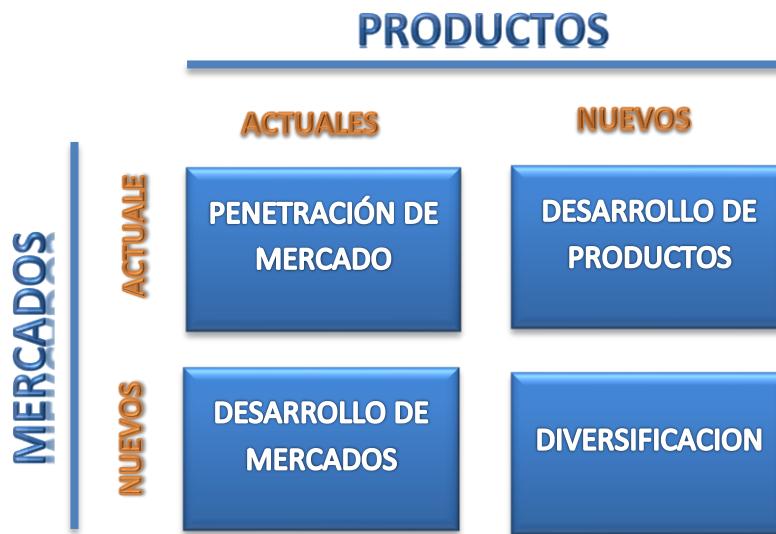 PRODUCTOS
ACTUALES
NUEVOS
MERCADOS
ACTUALE
PENETRACIÓN DE
MERCADO
DESARROLLO DE
PRODUCTOS
NUEVOS
DESARROLLO DE
MERCADOS
DIVERSIFICACION